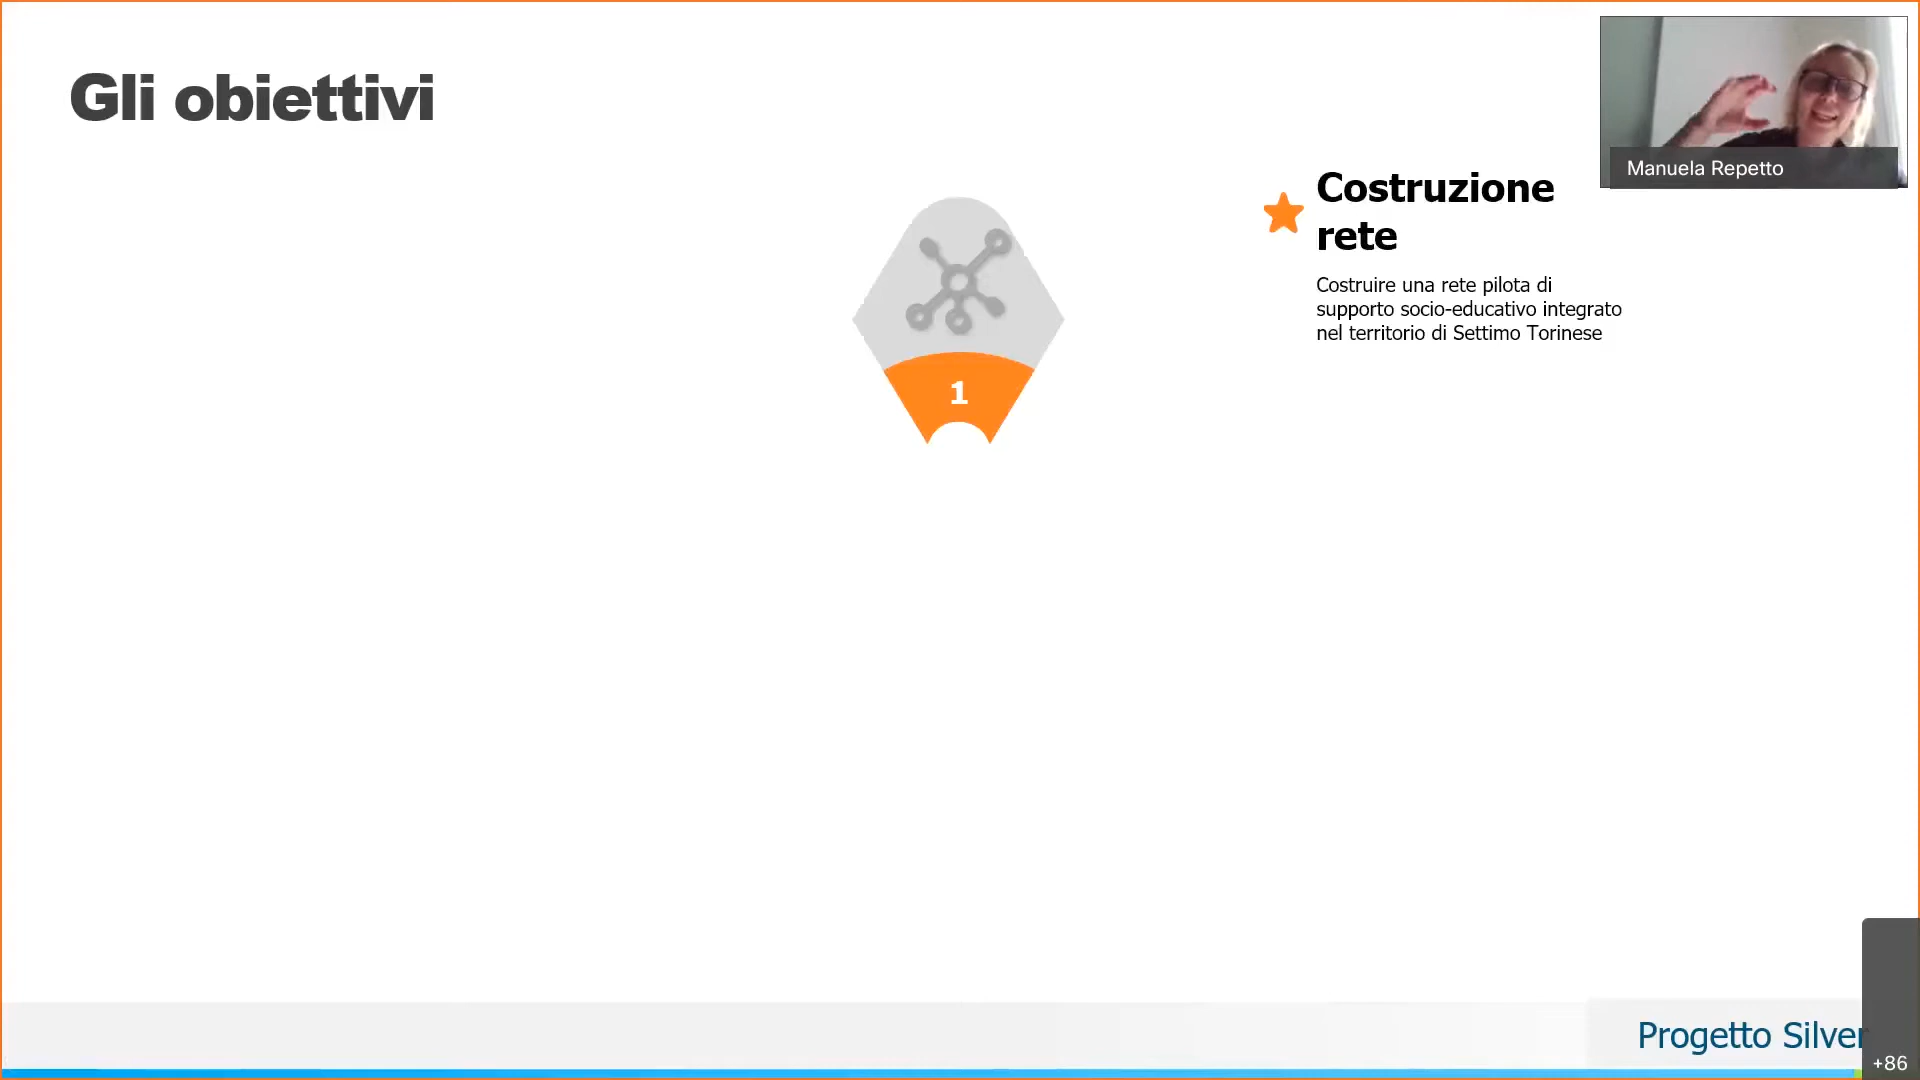 Gli obiettivi
Manuela Repetto
Costruzione
rete
Costruire una rete pilota di
supporto socio-educativo integrato
nel territorio di Settimo Torinese
1
Progetto Silver
+86